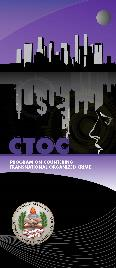 CTOC
PROGRAM ON COUNTERING
TRANSNATIONAL ORGANIZED CRIME